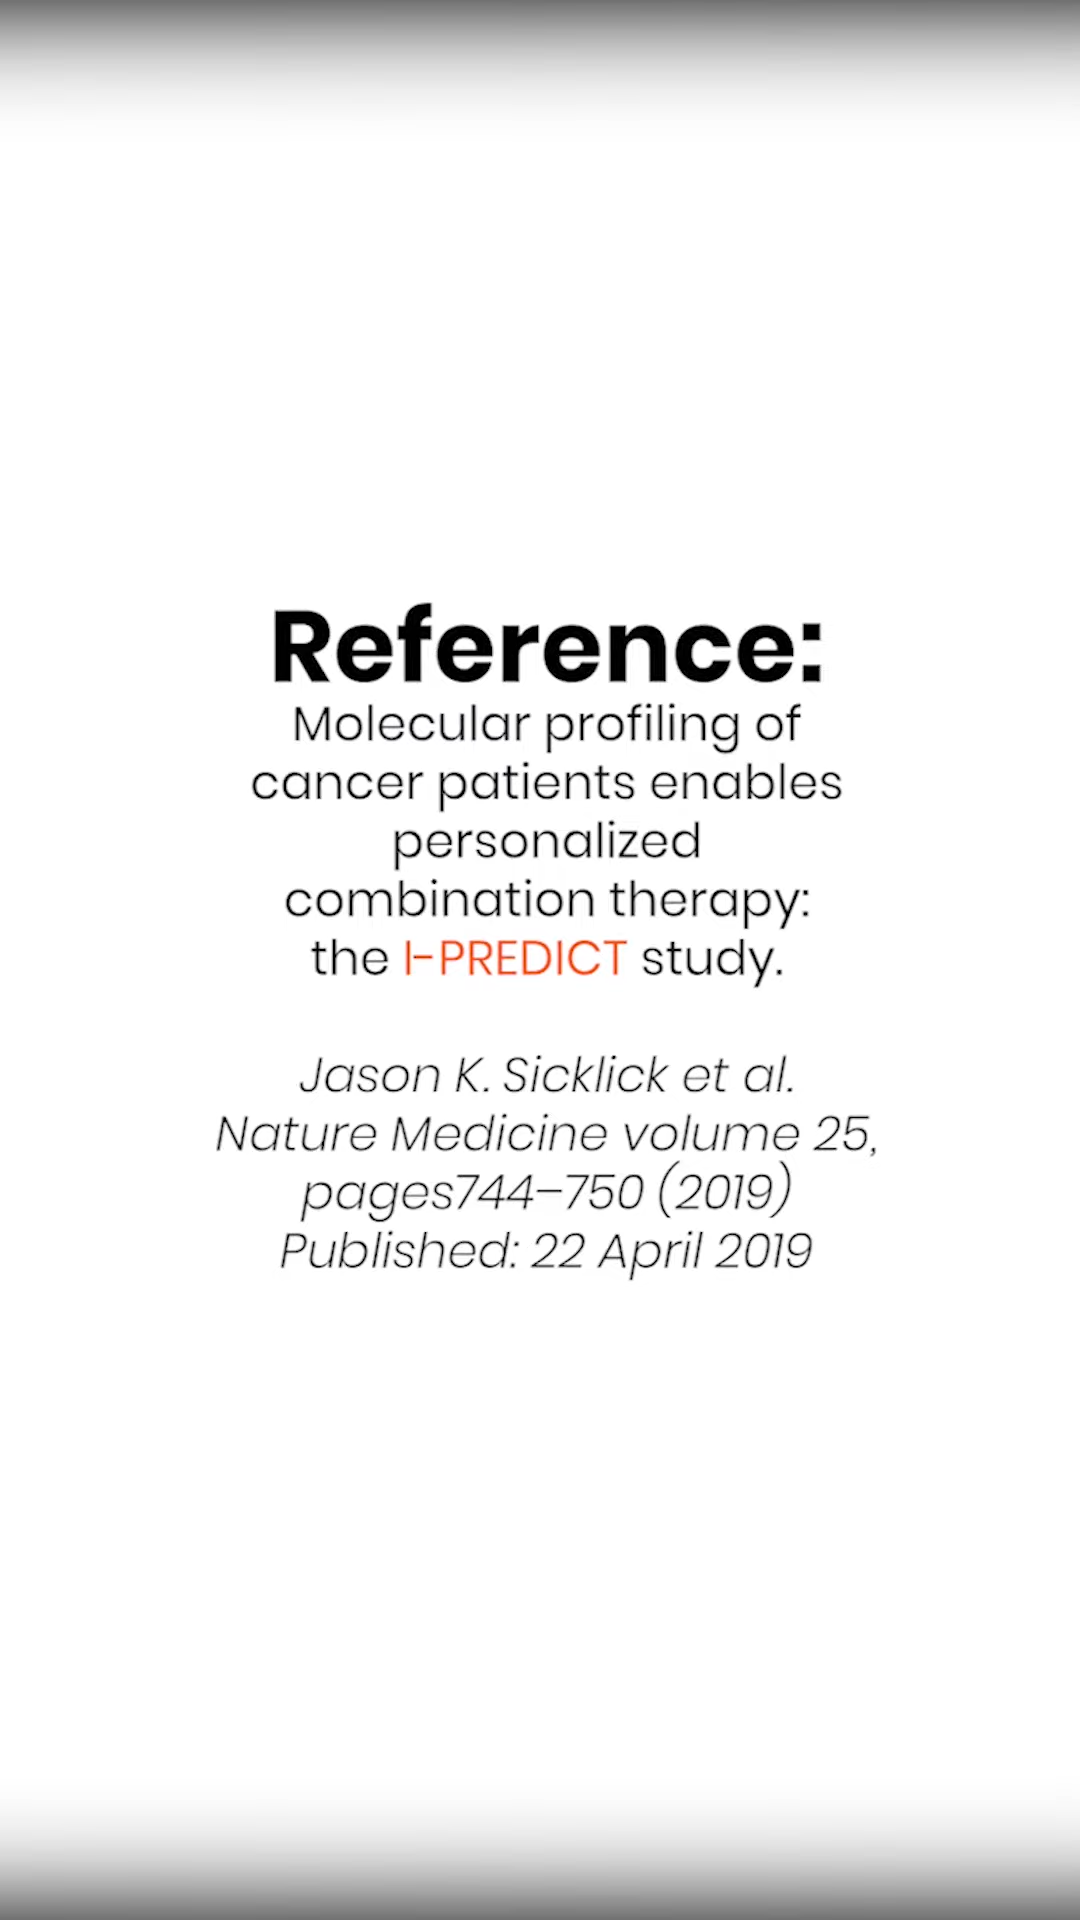 Reference:
Molecular profiling of
cancer patients enables
personalized
combination therapy:
the I-PREDICT study.
Jason K. Sicklick et al.
Nature Medicine volume 25,
pages744–750 (2019)
Published: 22 April 2019